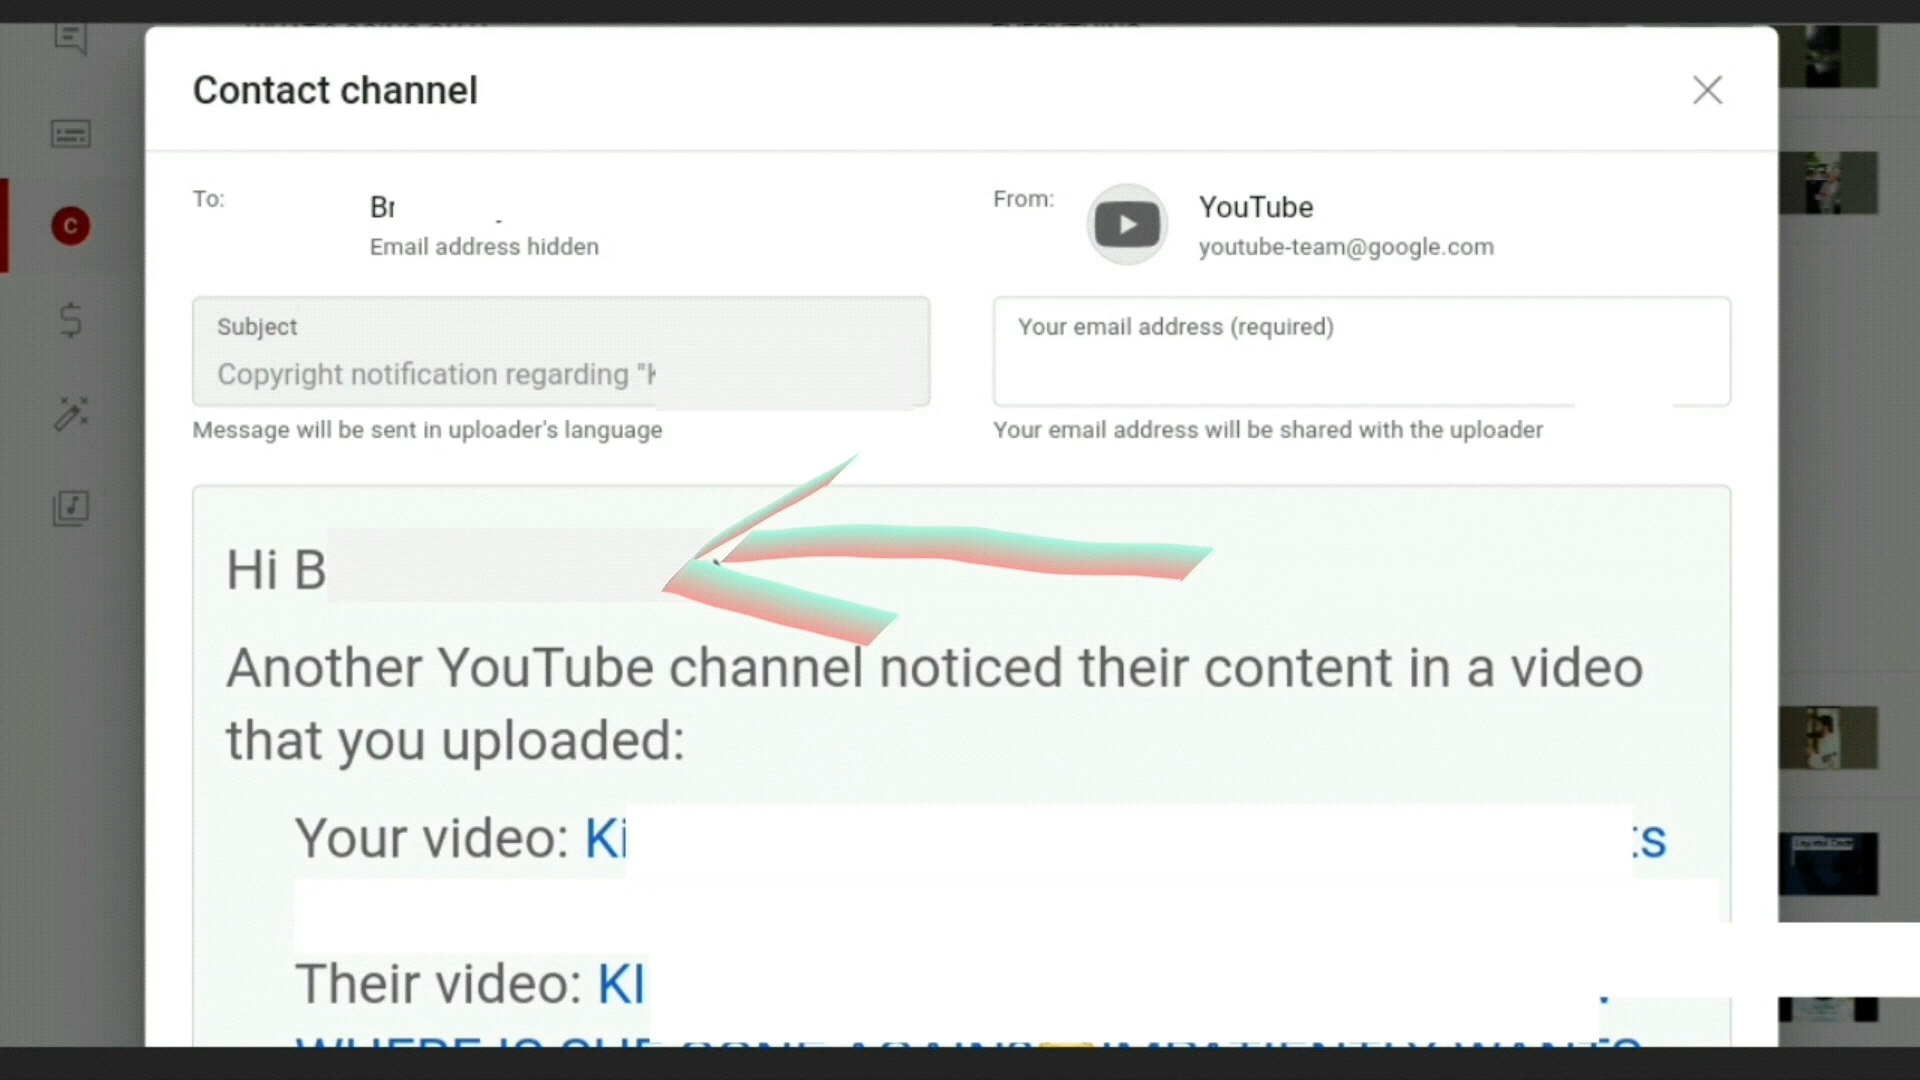 Contact channel
To:
Br
Email address hidden
From:
YouTube
youtube-team@google.com
Subject
Copyright notification regarding "K
Message will be sent in uploader's language
Your email address (required)
Your email address will be shared with the uploader
Hi B
Another YouTube channel noticed their content in a video
that you uploaded:
Your video: Ki
ts
Their video: KI
C